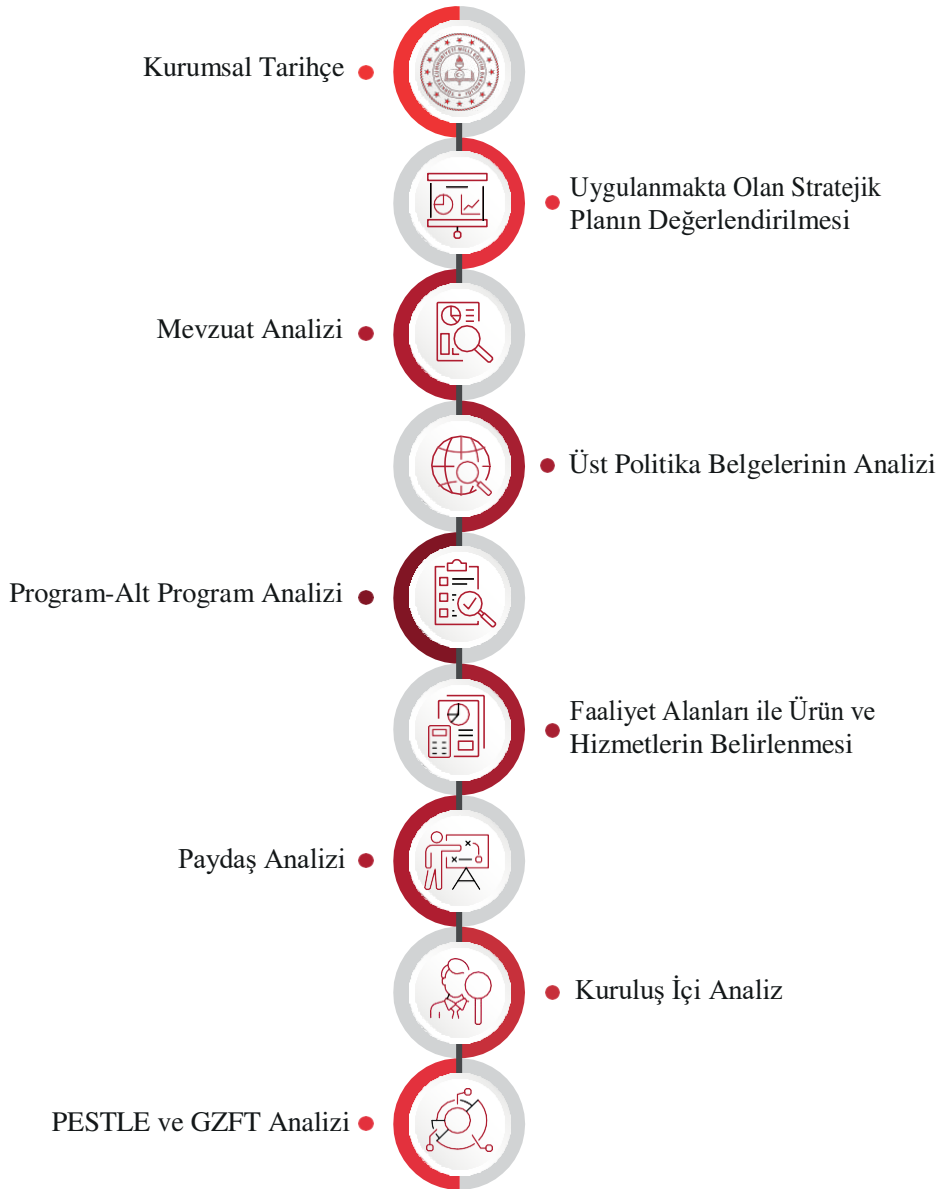 Kurumsal Tarihçe
Uygulanmakta Olan Stratejik
Planın Değerlendirilmesi
Mevzuat Analizi
Üst Politika Belgelerinin Analizi
Program-Alt Program Analizi
Faaliyet Alanları ile Ürün ve
Hizmetlerin Belirlenmesi
Paydaş Analizi
Kuruluş İçi Analiz
PESTLE ve GZFT Analizi